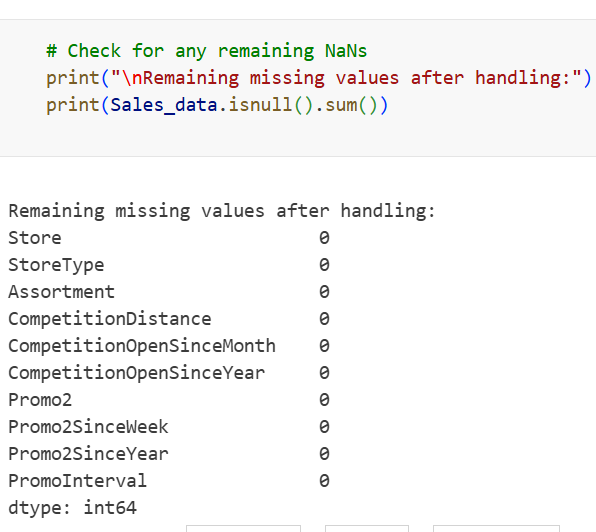 # Check for any remaining NaNs
print("\nRemaining missing values after handling:")
print(Sales_data.isnull().sum())
Remaining missing values after handling:
Store                        0
StoreType                    0
Assortment                   0
CompetitionDistance          0
CompetitionOpenSinceMonth    0
CompetitionOpenSinceYear     0
Promo2                       0
Promo2SinceWeek              0
Promo2SinceYear              0
PromoInterval                0
dtype: int64